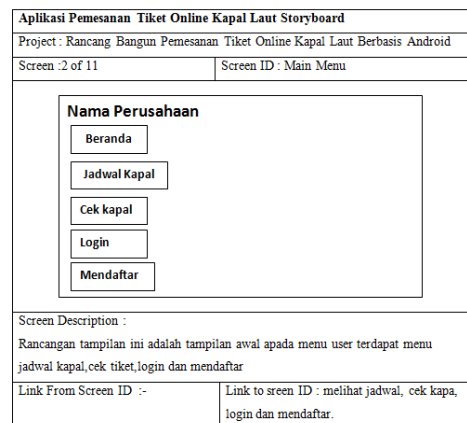 Aplikasi Pemesanan Tiket Online Kapal Laut Storyboard
Project : Rancang Bangun Pemesanan Tiket Online Kapal Laut Berbasis Android
Screen :2 of 11
Screen ID : Main Menu
Nama Perusahaan
Beranda
Jadwal Kapal
Cek kapal
Login
Mendaftar
Screen Description :
Rancangan tampilan ini adalah tampilan awal apada menu user terdapat menu
jadwal kapal,cek tiket,login dan mendaftar
Link From Screen ID :-
Link to sreen ID : melihat jadwal, cek kapa,
login dan mendaftar.